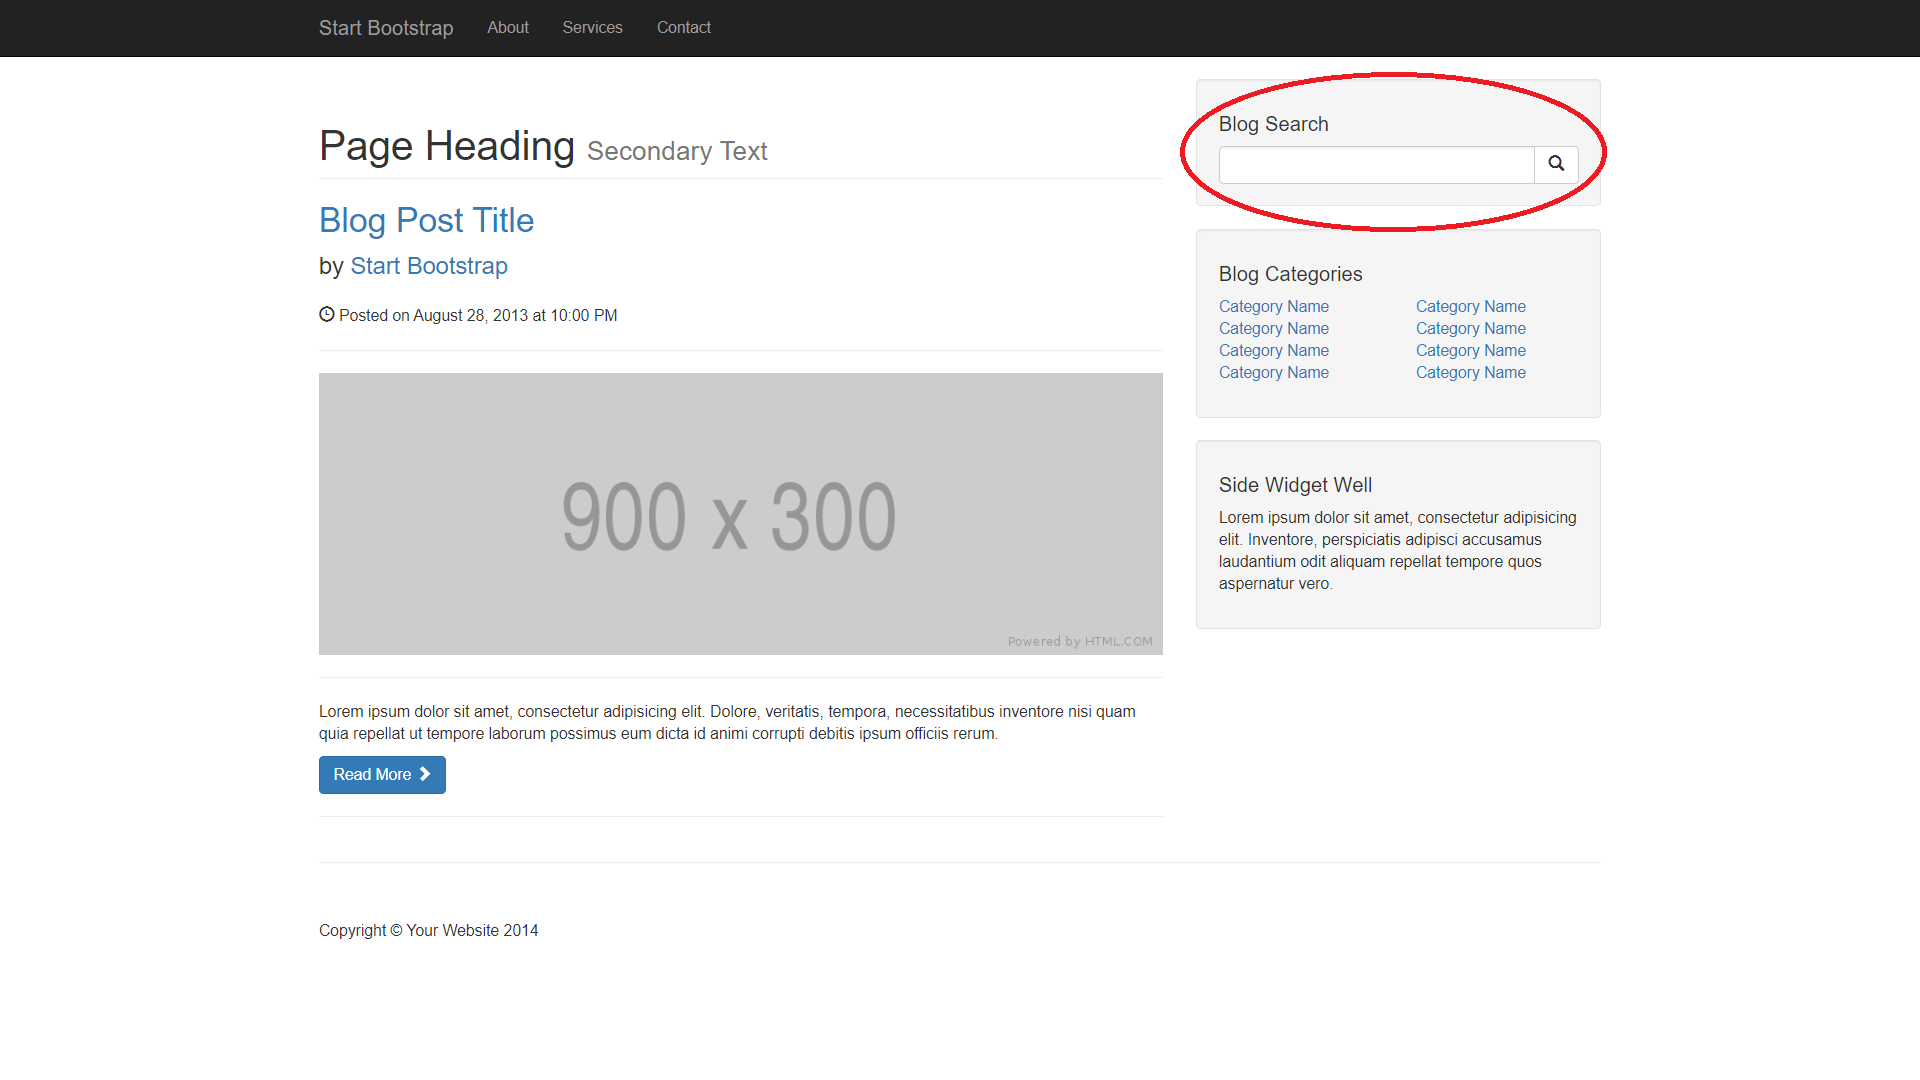 Start Bootstrap About Services Contact
Page Heading Secondary Text
Blog Post Title
by Start Bootstrap
Posted on August 28, 2013 at 10:00 PM
900 x 300
Powered by HTML.COM
Lorem ipsum dolor sit amet, consectetur adipisicing elit. Dolore, veritatis, tempora, necessitatibus inventore nisi quam
quia repellat ut tempore laborum possimus eum dicta id animi corrupti debitis ipsum officiis rerum.
Read More
Blog Search
Blog Categories
Category Name Category Name
Category Name Category Name
Category Name Category Name
Category Name Category Name
Side Widget Well
Lorem ipsum dolor sit amet, consectetur adipisicing
elit. Inventore, perspiciatis adipisci accusamus
laudantium odit aliquam repellat tempore quos
aspernatur vero.
Copyright © Your Website 2014